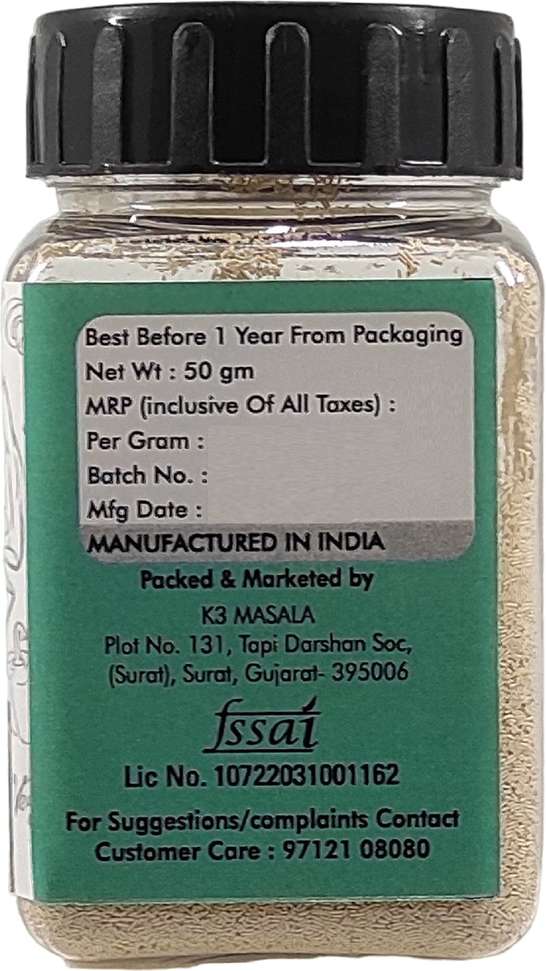 Best Before 1 Year From Packaging
Net Wt : 50 gm
MRP (inclusive Of All Taxes) :
Per Gram :
Batch No. :
Mfg Date :
MANUFACTURED IN INDIA
Packed & Marketed by
K3 MASALA
Plot No. 131, Tapi Darshan Soc,
(Surat), Surat, Gujarat- 395006
fssai
Lic No. 10722031001162
For Suggestions/complaints Contact
Customer Care : 97121 08080